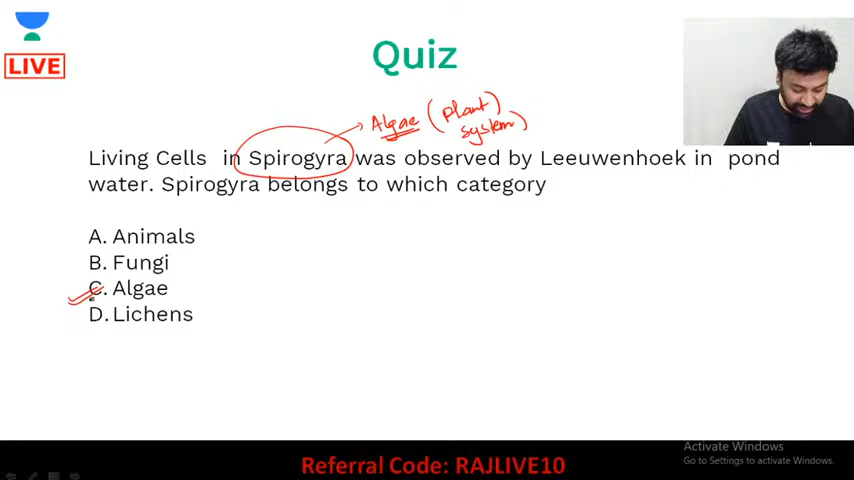 LIVE
Quiz
Algae (plant
system)
Living Cells in Spirogyra was observed by Leeuwenhoek in pond
water. Spirogyra belongs to which category
A. Animals
B. Fungi
C. Algae
D. Lichens
Activate Windows
Go to Settings to activate Windows.
Referral Code: RAJLIVE10